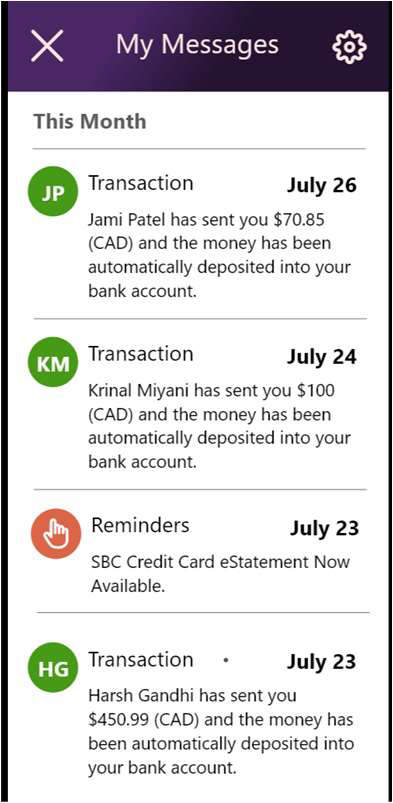 My Messages
This Month
JP
Transaction
July 26
Jami Patel has sent you $70.85
(CAD) and the money has been
automatically deposited into your
bank account.
KM
Transaction
July 24
Krinal Miyani has sent you $100
(CAD) and the money has been
automatically deposited into your
bank account.
Reminders
July 23
SBC Credit Card eStatement Now
Available.
HG
Transaction
July 23
Harsh Gandhi has sent you
$450.99 (CAD) and the money has
been automatically deposited into
your bank account.